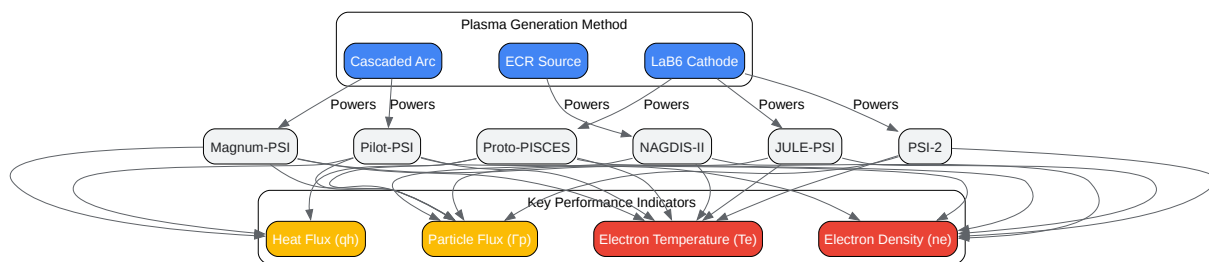 Plasma Generation Method
Cascaded Arc
ECR Source
LaB6 Cathode
Powers
Powers
Powers
Powers
Powers
Magnum-PSI
Pilot-PSI
Proto-PISCES
NAGDIS-II
JULE-PSI
PSI-2
Key Performance Indicators
Heat Flux (qh)
Particle Flux (Γp)
Electron Temperature (Te)
Electron Density (ne)